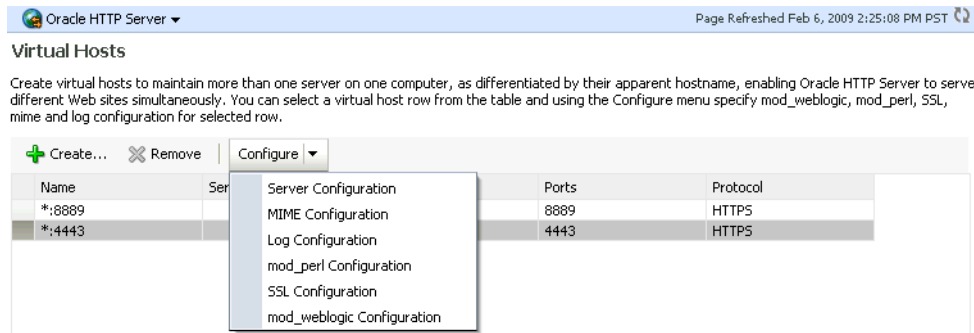 Oracle HTTP Server
Page Refreshed Feb 6, 2009 2:25:08 PM PST
Virtual Hosts
Create virtual hosts to maintain more than one server on one computer, as differentiated by their apparent hostname, enabling Oracle HTTP Server to serve
different Web sites simultaneously. You can select a virtual host row from the table and using the Configure menu specify mod_weblogic, mod_perl, SSL,
mime and log configuration for selected row.
Create... Remove Configure
Name Ser Ports Protocol
*:8889 8889 HTTPS
*:4443 4443 HTTPS
Server Configuration
MIME Configuration
Log Configuration
mod_perl Configuration
SSL Configuration
mod_weblogic Configuration